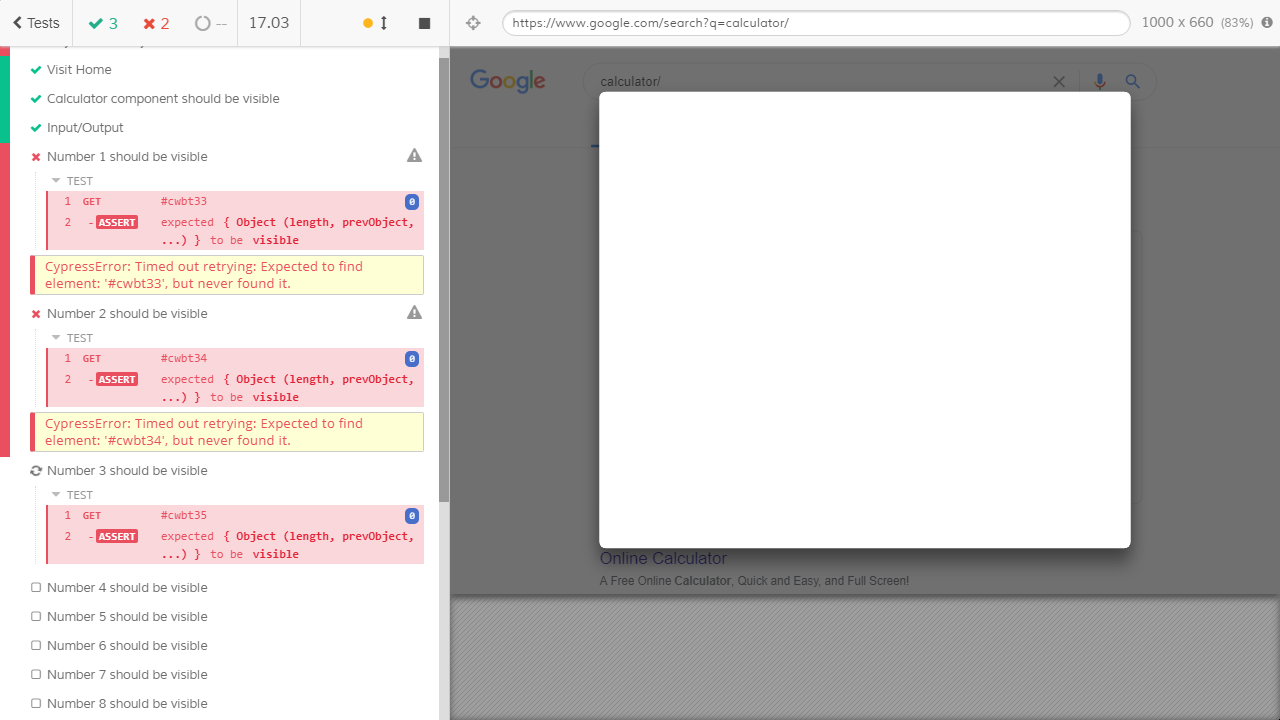 Tests 3 2 -- 17.03
https://www.google.com/search?q=calculator/ 1000 x 660 (83%)
Visit Home
Calculator component should be visible
Input/Output
Number 1 should be visible
TEST
1 GET #cwbt33 0
2 -ASSERT expected { Object (length, prevObject,
...) } to be visible
CypressError: Timed out retrying: Expected to find
element: '#cwbt33', but never found it.
Number 2 should be visible
TEST
1 GET #cwbt34 0
2 -ASSERT expected { Object (length, prevObject,
...) } to be visible
CypressError: Timed out retrying: Expected to find
element: '#cwbt34', but never found it.
Number 3 should be visible
TEST
1 GET #cwbt35 0
2 -ASSERT expected { Object (length, prevObject,
...) } to be visible
Number 4 should be visible
Number 5 should be visible
Number 6 should be visible
Number 7 should be visible
Number 8 should be visible
Google calculator/
Online Calculator
A Free Online Calculator, Quick and Easy, and Full Screen!